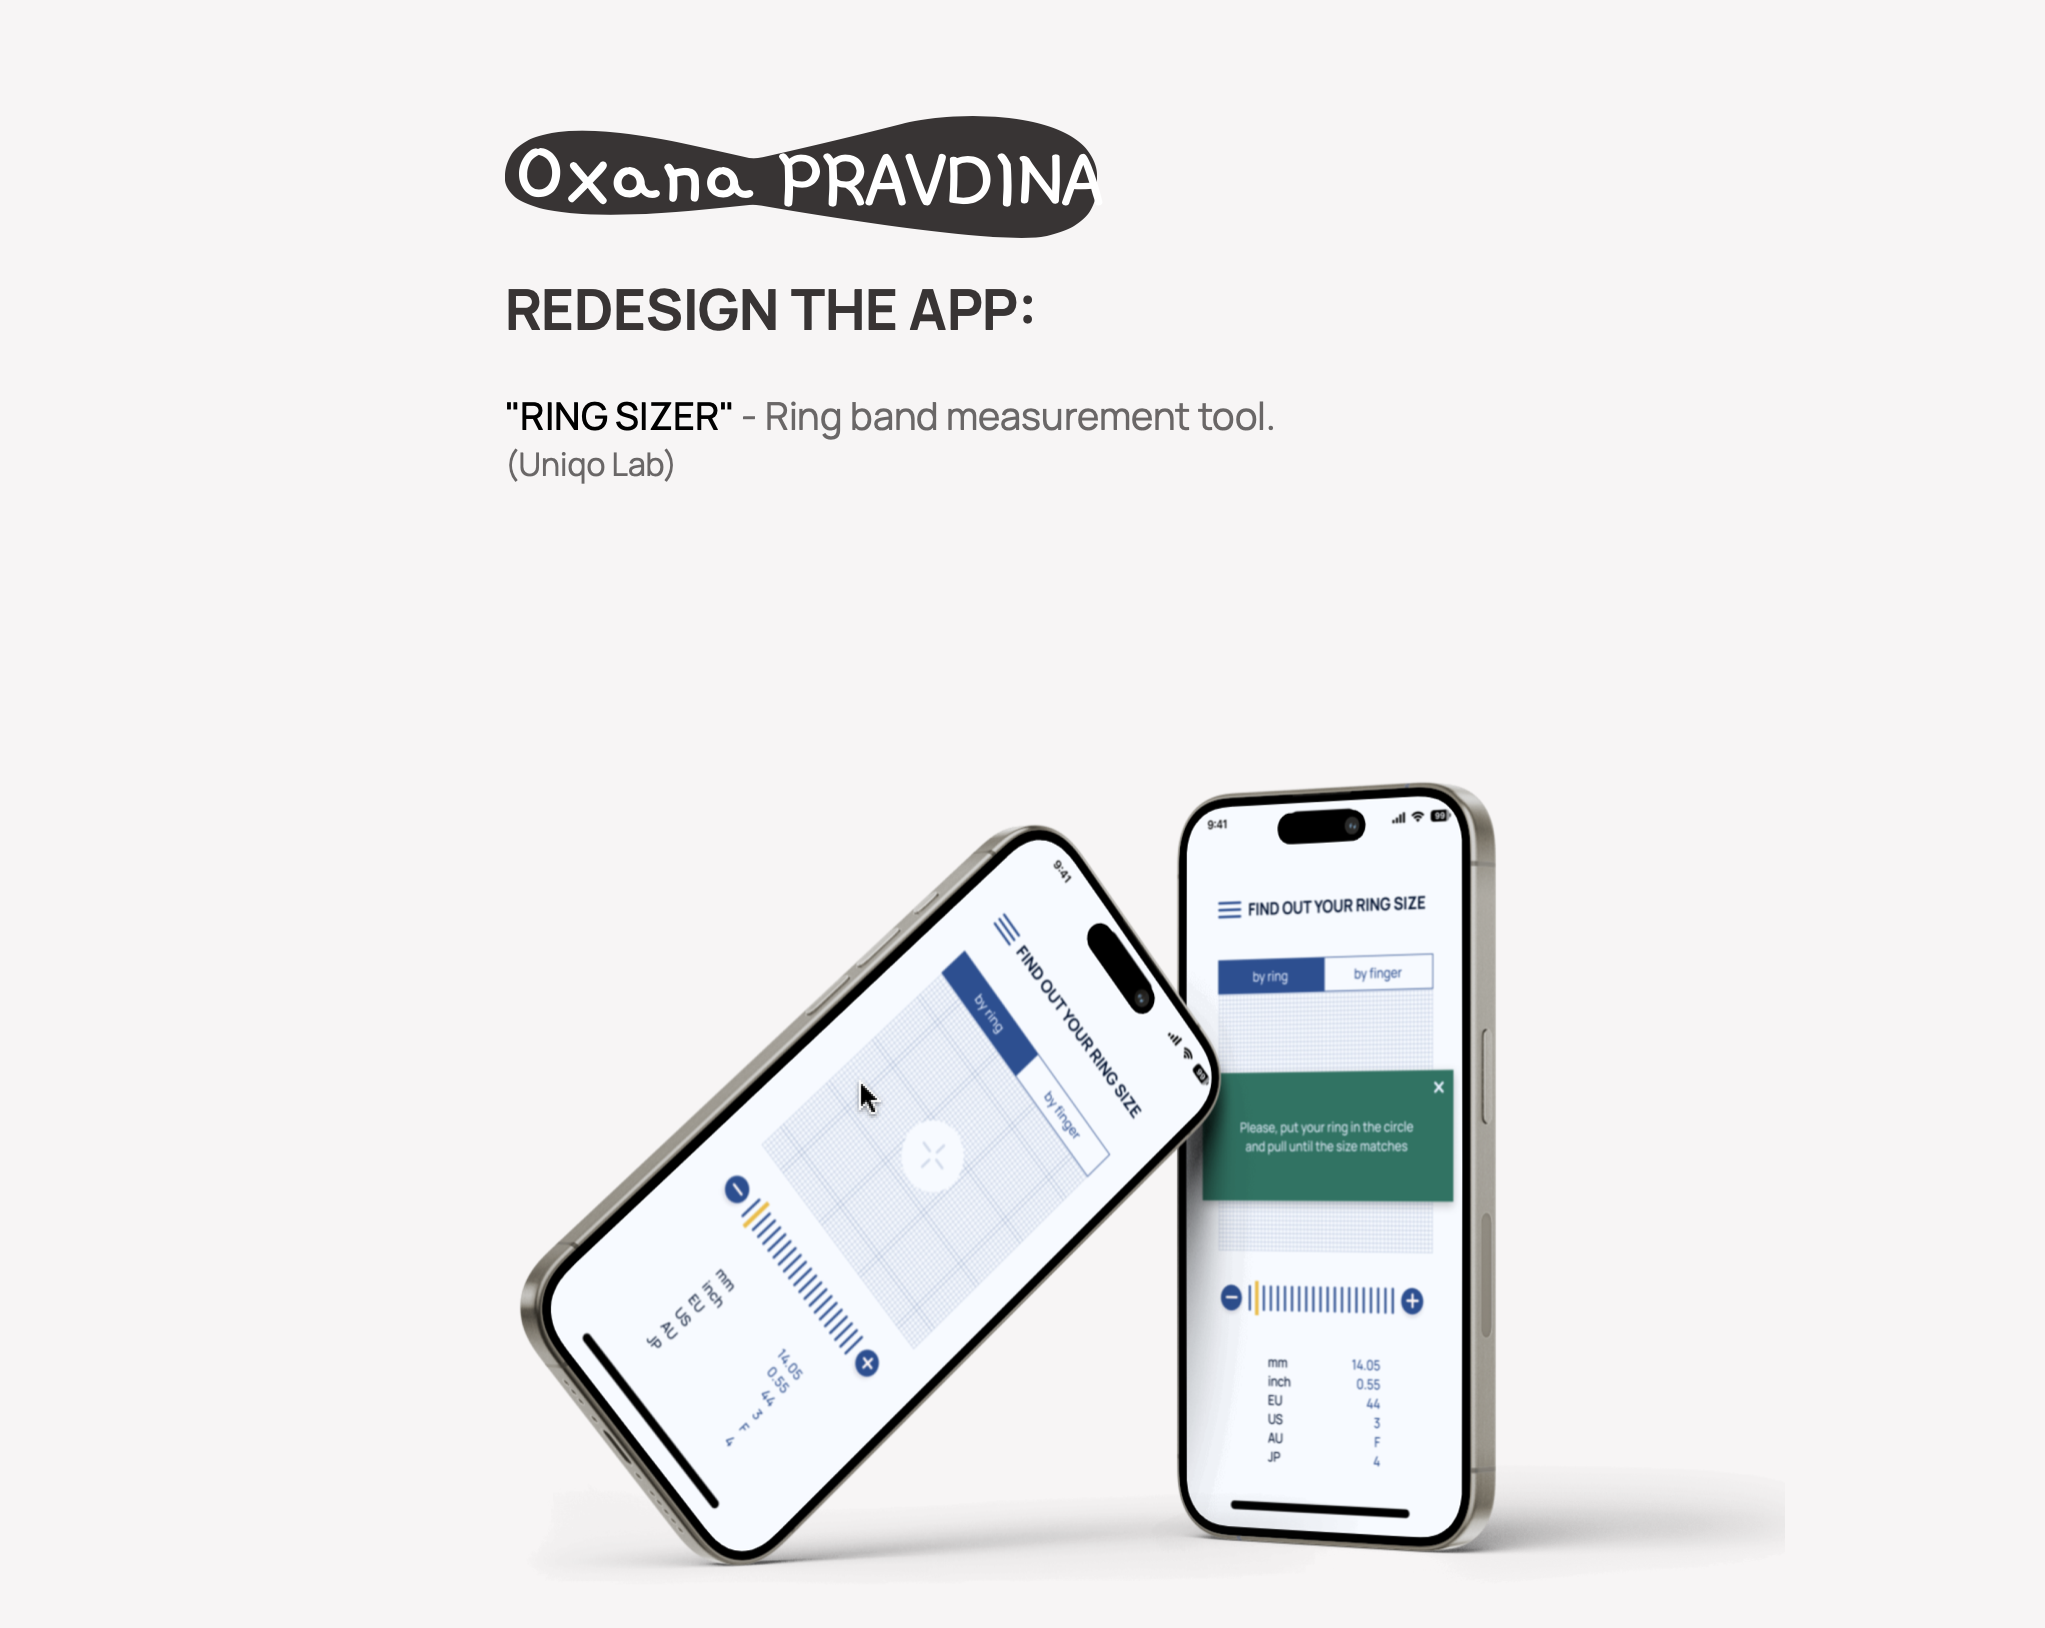 Oxana PRAVDINA
REDESIGN THE APP:
"RING SIZER" - Ring band measurement tool.
(Uniqo Lab)
9:41
FIND OUT YOUR RING SIZE
by ring by finger
mm 14.05
inch 0.55
EU 44
US 3
AU F
JP 4
9:41 99
FIND OUT YOUR RING SIZE
by ring by finger
Please, put your ring in the circle
and pull until the size matches
mm 14.05
inch 0.55
EU 44
US 3
AU F
JP 4